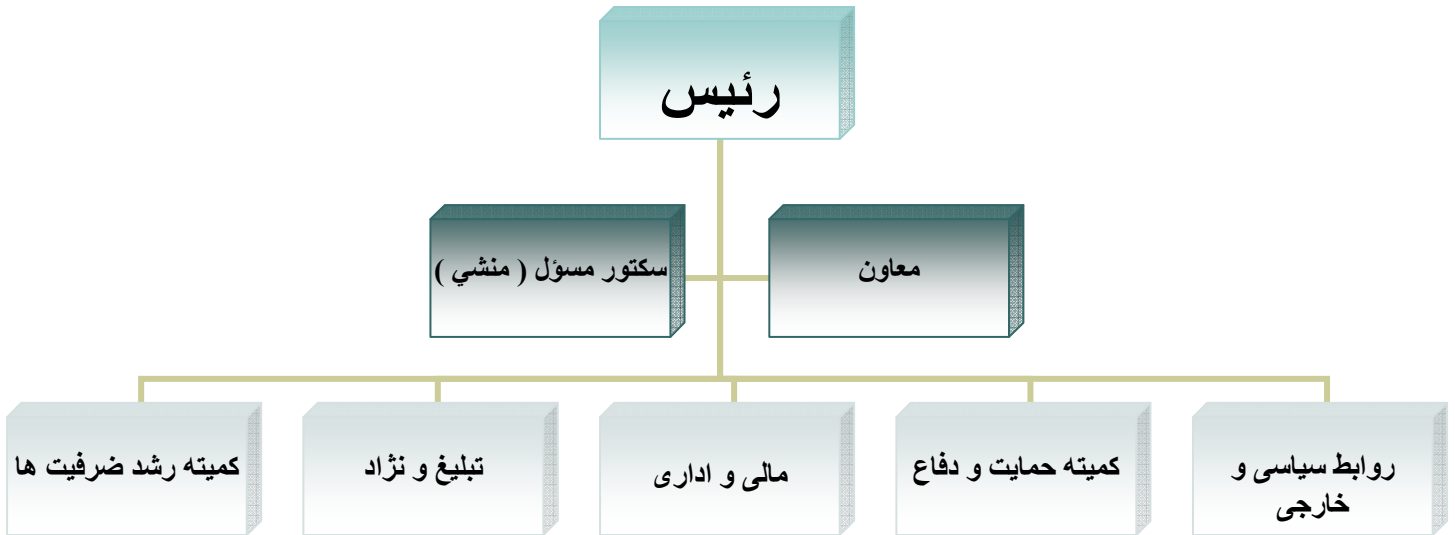 رئیس
معاون
سکتور مسؤل ( منشي )
روابط سیاسی و
خارجی
کمیته حمایت و دفاع
مالی و اداری
تبلیغ و نژاد
کمیته رشد ضرفیت ها